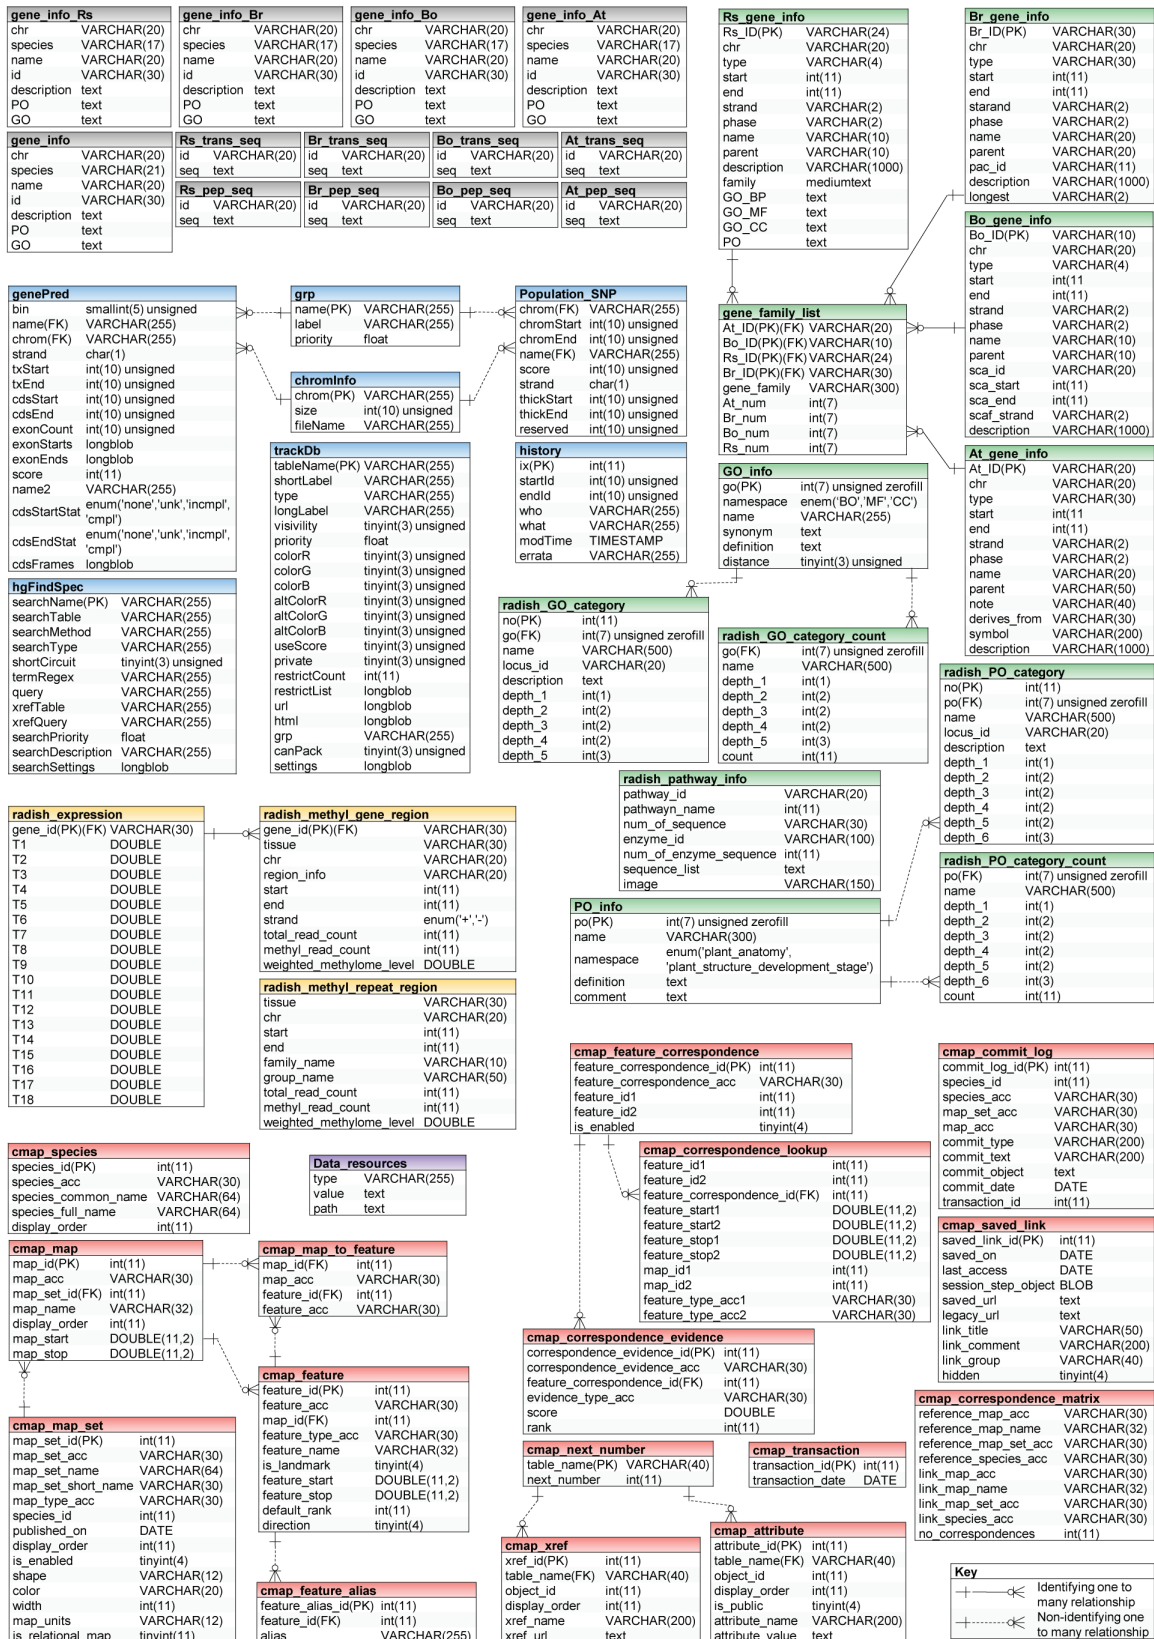 gene_info_Rs
chr VARCHAR(20)
species VARCHAR(17)
name VARCHAR(20)
id VARCHAR(30)
description text
PO text
GO text
gene_info_Br
chr VARCHAR(20)
species VARCHAR(17)
name VARCHAR(20)
id VARCHAR(30)
description text
PO text
GO text
gene_info_Bo
chr VARCHAR(20)
species VARCHAR(17)
name VARCHAR(20)
id VARCHAR(30)
description text
PO text
GO text
gene_info_At
chr VARCHAR(20)
species VARCHAR(17)
name VARCHAR(20)
id VARCHAR(30)
description text
PO text
GO text
gene_info
chr VARCHAR(20)
species VARCHAR(21)
name VARCHAR(20)
id VARCHAR(30)
description text
PO text
GO text
Rs_trans_seq
id VARCHAR(20)
seq text
Br_trans_seq
id VARCHAR(20)
seq text
Bo_trans_seq
id VARCHAR(20)
seq text
At_trans_seq
id VARCHAR(20)
seq text
Rs_pep_seq
id VARCHAR(20)
seq text
Br_pep_seq
id VARCHAR(20)
seq text
Bo_pep_seq
id VARCHAR(20)
seq text
At_pep_seq
id VARCHAR(20)
seq text
Rs_gene_info
Rs_ID(PK) VARCHAR(24)
chr VARCHAR(20)
type VARCHAR(4)
start int(11)
end int(11)
strand VARCHAR(2)
phase VARCHAR(2)
name VARCHAR(10)
parent VARCHAR(10)
description VARCHAR(1000)
family mediumtext
GO_BP text
GO_MF text
GO_CC text
PO text
Br_gene_info
Br_ID(PK) VARCHAR(30)
chr VARCHAR(20)
type VARCHAR(30)
start int(11)
end int(11)
starand VARCHAR(2)
phase VARCHAR(2)
name VARCHAR(20)
parent VARCHAR(20)
pac_id VARCHAR(11)
description VARCHAR(1000)
longest VARCHAR(2)
Bo_gene_info
Bo_ID(PK) VARCHAR(10)
chr VARCHAR(20)
type VARCHAR(4)
start int(11
end int(11)
strand VARCHAR(2)
phase VARCHAR(2)
name VARCHAR(10)
parent VARCHAR(10)
sca_id VARCHAR(20)
sca_start int(11)
sca_end int(11)
scaf_strand VARCHAR(2)
description VARCHAR(1000)
genePred
bin smallint(5) unsigned
name(FK) VARCHAR(255)
chrom(FK) VARCHAR(255)
strand char(1)
txStart int(10) unsigned
txEnd int(10) unsigned
cdsStart int(10) unsigned
cdsEnd int(10) unsigned
exonCount int(10) unsigned
exonStarts longblob
exonEnds longblob
score int(11)
name2 VARCHAR(255)
cdsStartStat enum('none','unk','incmpl',
'cmpl')
cdsEndStat enum('none','unk','incmpl',
'cmpl')
cdsFrames longblob
grp
name(PK) VARCHAR(255)
label VARCHAR(255)
priority float
chromInfo
chrom(PK) VARCHAR(255)
size int(10) unsigned
fileName VARCHAR(255)
Population_SNP
chrom(FK) VARCHAR(255)
chromStart int(10) unsigned
chromEnd int(10) unsigned
name(FK) VARCHAR(255)
score int(10) unsigned
strand char(1)
thickStart int(10) unsigned
thickEnd int(10) unsigned
reserved int(10) unsigned
gene_family_list
At_ID(PK)(FK) VARCHAR(20)
Bo_ID(PK)(FK) VARCHAR(10)
Rs_ID(PK)(FK) VARCHAR(24)
Br_ID(PK)(FK) VARCHAR(30)
gene_family VARCHAR(300)
At_num int(7)
Br_num int(7)
Bo_num int(7)
Rs_num int(7)
trackDb
tableName(PK) VARCHAR(255)
shortLabel VARCHAR(255)
type VARCHAR(255)
longLabel VARCHAR(255)
visivility tinyint(3) unsigned
priority float
colorR tinyint(3) unsigned
colorG tinyint(3) unsigned
colorB tinyint(3) unsigned
altColorR tinyint(3) unsigned
altColorG tinyint(3) unsigned
altColorB tinyint(3) unsigned
useScore tinyint(3) unsigned
private tinyint(3) unsigned
restrictCount int(11)
restrictList longblob
url longblob
html longblob
grp VARCHAR(255)
canPack tinyint(3) unsigned
settings longblob
history
ix(PK) int(11)
startId int(10) unsigned
endId int(10) unsigned
who VARCHAR(255)
what VARCHAR(255)
modTime TIMESTAMP
errata VARCHAR(255)
GO_info
go(PK) int(7) unsigned zerofill
namespace enem('BO','MF','CC')
name VARCHAR(255)
synonym text
definition text
distance tinyint(3) unsigned
At_gene_info
At_ID(PK) VARCHAR(20)
chr VARCHAR(20)
type VARCHAR(30)
start int(11
end int(11)
strand VARCHAR(2)
phase VARCHAR(2)
name VARCHAR(20)
parent VARCHAR(50)
note VARCHAR(40)
derives_from VARCHAR(30)
symbol VARCHAR(200)
description VARCHAR(1000)
hgFindSpec
searchName(PK) VARCHAR(255)
searchTable VARCHAR(255)
searchMethod VARCHAR(255)
searchType VARCHAR(255)
shortCircuit tinyint(3) unsigned
termRegex VARCHAR(255)
query VARCHAR(255)
xrefTable VARCHAR(255)
xrefQuery VARCHAR(255)
searchPriority float
searchDescription VARCHAR(255)
searchSettings longblob
radish_GO_category
no(PK) int(11)
go(FK) int(7) unsigned zerofill
name VARCHAR(500)
locus_id VARCHAR(20)
description text
depth_1 int(1)
depth_2 int(2)
depth_3 int(2)
depth_4 int(2)
depth_5 int(3)
radish_GO_category_count
go(FK) int(7) unsigned zerofill
name VARCHAR(500)
depth_1 int(1)
depth_2 int(2)
depth_3 int(2)
depth_4 int(2)
depth_5 int(3)
count int(11)
radish_PO_category
no(PK) int(11)
po(FK) int(7) unsigned zerofill
name VARCHAR(500)
locus_id VARCHAR(20)
description text
depth_1 int(1)
depth_2 int(2)
depth_3 int(2)
depth_4 int(2)
depth_5 int(2)
depth_6 int(3)
radish_pathway_info
pathway_id VARCHAR(20)
pathwayn_name int(11)
num_of_sequence VARCHAR(30)
enzyme_id VARCHAR(100)
num_of_enzyme_sequence int(11)
sequence_list text
image VARCHAR(150)
radish_expression
gene_id(PK)(FK) VARCHAR(30)
T1 DOUBLE
T2 DOUBLE
T3 DOUBLE
T4 DOUBLE
T5 DOUBLE
T6 DOUBLE
T7 DOUBLE
T8 DOUBLE
T9 DOUBLE
T10 DOUBLE
T11 DOUBLE
T12 DOUBLE
T13 DOUBLE
T14 DOUBLE
T15 DOUBLE
T16 DOUBLE
T17 DOUBLE
T18 DOUBLE
radish_methyl_gene_region
gene_id(PK)(FK) VARCHAR(30)
tissue VARCHAR(30)
chr VARCHAR(20)
region_info VARCHAR(20)
start int(11)
end int(11)
strand enum('+','-')
total_read_count int(11)
methyl_read_count int(11)
weighted_methylome_level DOUBLE
radish_methyl_repeat_region
tissue VARCHAR(30)
chr VARCHAR(20)
start int(11)
end int(11)
family_name VARCHAR(10)
group_name VARCHAR(50)
total_read_count int(11)
methyl_read_count int(11)
weighted_methylome_level DOUBLE
PO_info
po(PK) int(7) unsigned zerofill
name VARCHAR(300)
namespace enum('plant_anatomy',
'plant_structure_development_stage')
definition text
comment text
radish_PO_category_count
po(FK) int(7) unsigned zerofill
name VARCHAR(500)
depth_1 int(1)
depth_2 int(2)
depth_3 int(2)
depth_4 int(2)
depth_5 int(2)
depth_6 int(3)
count int(11)
cmap_feature_correspondence
feature_correspondence_id(PK) int(11)
feature_correspondence_acc VARCHAR(30)
feature_id1 int(11)
feature_id2 int(11)
is_enabled tinyint(4)
cmap_commit_log
commit_log_id(PK) int(11)
species_id int(11)
species_acc VARCHAR(30)
map_set_acc VARCHAR(30)
map_acc VARCHAR(30)
commit_type VARCHAR(200)
commit_text VARCHAR(200)
commit_object text
commit_date DATE
transaction_id int(11)
cmap_species
species_id(PK) int(11)
species_acc VARCHAR(30)
species_common_name VARCHAR(64)
species_full_name VARCHAR(64)
display_order int(11)
Data_resources
type VARCHAR(255)
value text
path text
cmap_correspondence_lookup
feature_id1 int(11)
feature_id2 int(11)
feature_correspondence_id(FK) int(11)
feature_start1 DOUBLE(11,2)
feature_start2 DOUBLE(11,2)
feature_stop1 DOUBLE(11,2)
feature_stop2 DOUBLE(11,2)
map_id1 int(11)
map_id2 int(11)
feature_type_acc1 VARCHAR(30)
feature_type_acc2 VARCHAR(30)
cmap_saved_link
saved_link_id(PK) int(11)
saved_on DATE
last_access DATE
session_step_object BLOB
saved_url text
legacy_url text
link_title VARCHAR(50)
link_comment VARCHAR(200)
link_group VARCHAR(40)
hidden tinyint(4)
cmap_map
map_id(PK) int(11)
map_acc VARCHAR(30)
map_set_id(FK) int(11)
map_name VARCHAR(32)
display_order int(11)
map_start DOUBLE(11,2)
map_stop DOUBLE(11,2)
cmap_map_to_feature
map_id(FK) int(11)
map_acc VARCHAR(30)
feature_id(FK) int(11)
feature_acc VARCHAR(30)
cmap_feature
feature_id(PK) int(11)
feature_acc VARCHAR(30)
map_id(FK) int(11)
feature_type_acc VARCHAR(30)
feature_name VARCHAR(32)
is_landmark tinyint(4)
feature_start DOUBLE(11,2)
feature_stop DOUBLE(11,2)
default_rank int(11)
direction tinyint(4)
cmap_correspondence_evidence
correspondence_evidence_id(PK) int(11)
correspondence_evidence_acc VARCHAR(30)
feature_correspondence_id(FK) int(11)
evidence_type_acc VARCHAR(30)
score DOUBLE
rank int(11)
cmap_correspondence_matrix
reference_map_acc VARCHAR(30)
reference_map_name VARCHAR(32)
reference_map_set_acc VARCHAR(30)
reference_species_acc VARCHAR(30)
link_map_acc VARCHAR(30)
link_map_name VARCHAR(32)
link_map_set_acc VARCHAR(30)
link_species_acc VARCHAR(30)
no_correspondences int(11)
cmap_map_set
map_set_id(PK) int(11)
map_set_acc VARCHAR(30)
map_set_name VARCHAR(64)
map_set_short_name VARCHAR(30)
map_type_acc VARCHAR(30)
species_id int(11)
published_on DATE
display_order int(11)
is_enabled tinyint(4)
shape VARCHAR(12)
color VARCHAR(20)
width int(11)
map_units VARCHAR(12)
is_relational_map tinyint(11)
cmap_next_number
table_name(PK) VARCHAR(40)
next_number int(11)
cmap_transaction
transaction_id(PK) int(11)
transaction_date DATE
cmap_feature_alias
feature_alias_id(PK) int(11)
feature_id(FK) int(11)
alias VARCHAR(255)
cmap_xref
xref_id(PK) int(11)
table_name(FK) VARCHAR(40)
object_id int(11)
display_order int(11)
xref_name VARCHAR(200)
xref_url text
cmap_attribute
attribute_id(PK) int(11)
table_name(FK) VARCHAR(40)
object_id int(11)
display_order int(11)
is_public tinyint(4)
attribute_name VARCHAR(200)
attribute_value text
Key
Identifying one to
many relationship
Non-identifying one
to many relationship